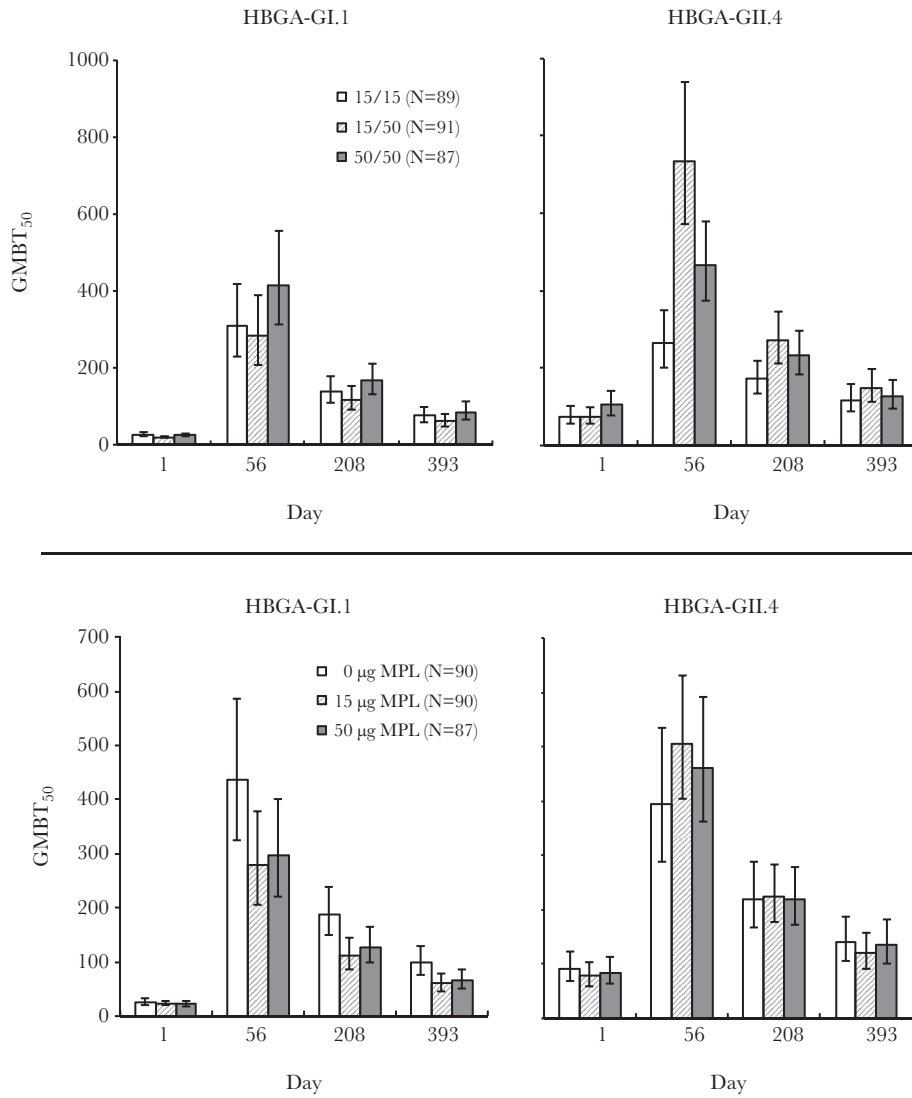 HBGA-GI.1
1000
800
600
400
200
0
GMBT50
15/15 (N=89)
15/50 (N=91)
50/50 (N=87)
1 56 208 393
Day
HBGA-GII.4
1 56 208 393
Day
HBGA-GI.1
700
600
500
400
300
200
100
0
GMBT50
0 µg MPL (N=90)
15 µg MPL (N=90)
50 µg MPL (N=87)
1 56 208 393
Day
HBGA-GII.4
1 56 208 393
Day